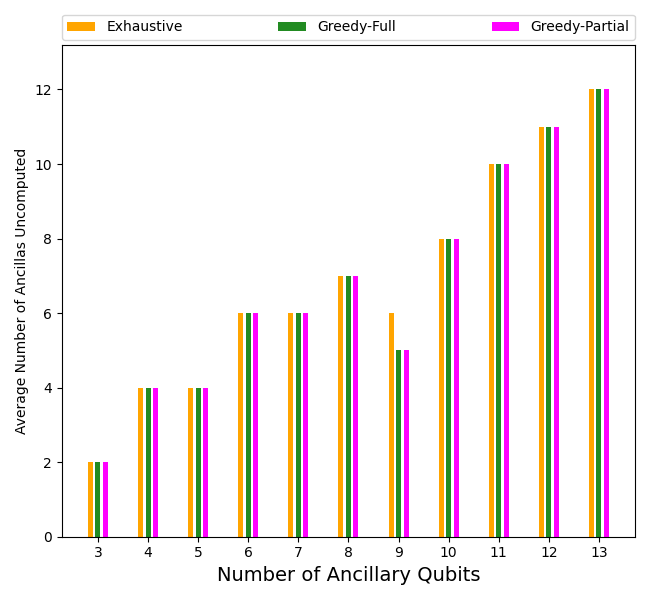 Exhaustive Greedy-Full Greedy-Partial
Average Number of Ancillas Uncomputed
12
10
8
6
4
2
0
3 4 5 6 7 8 9 10 11 12 13
Number of Ancillary Qubits